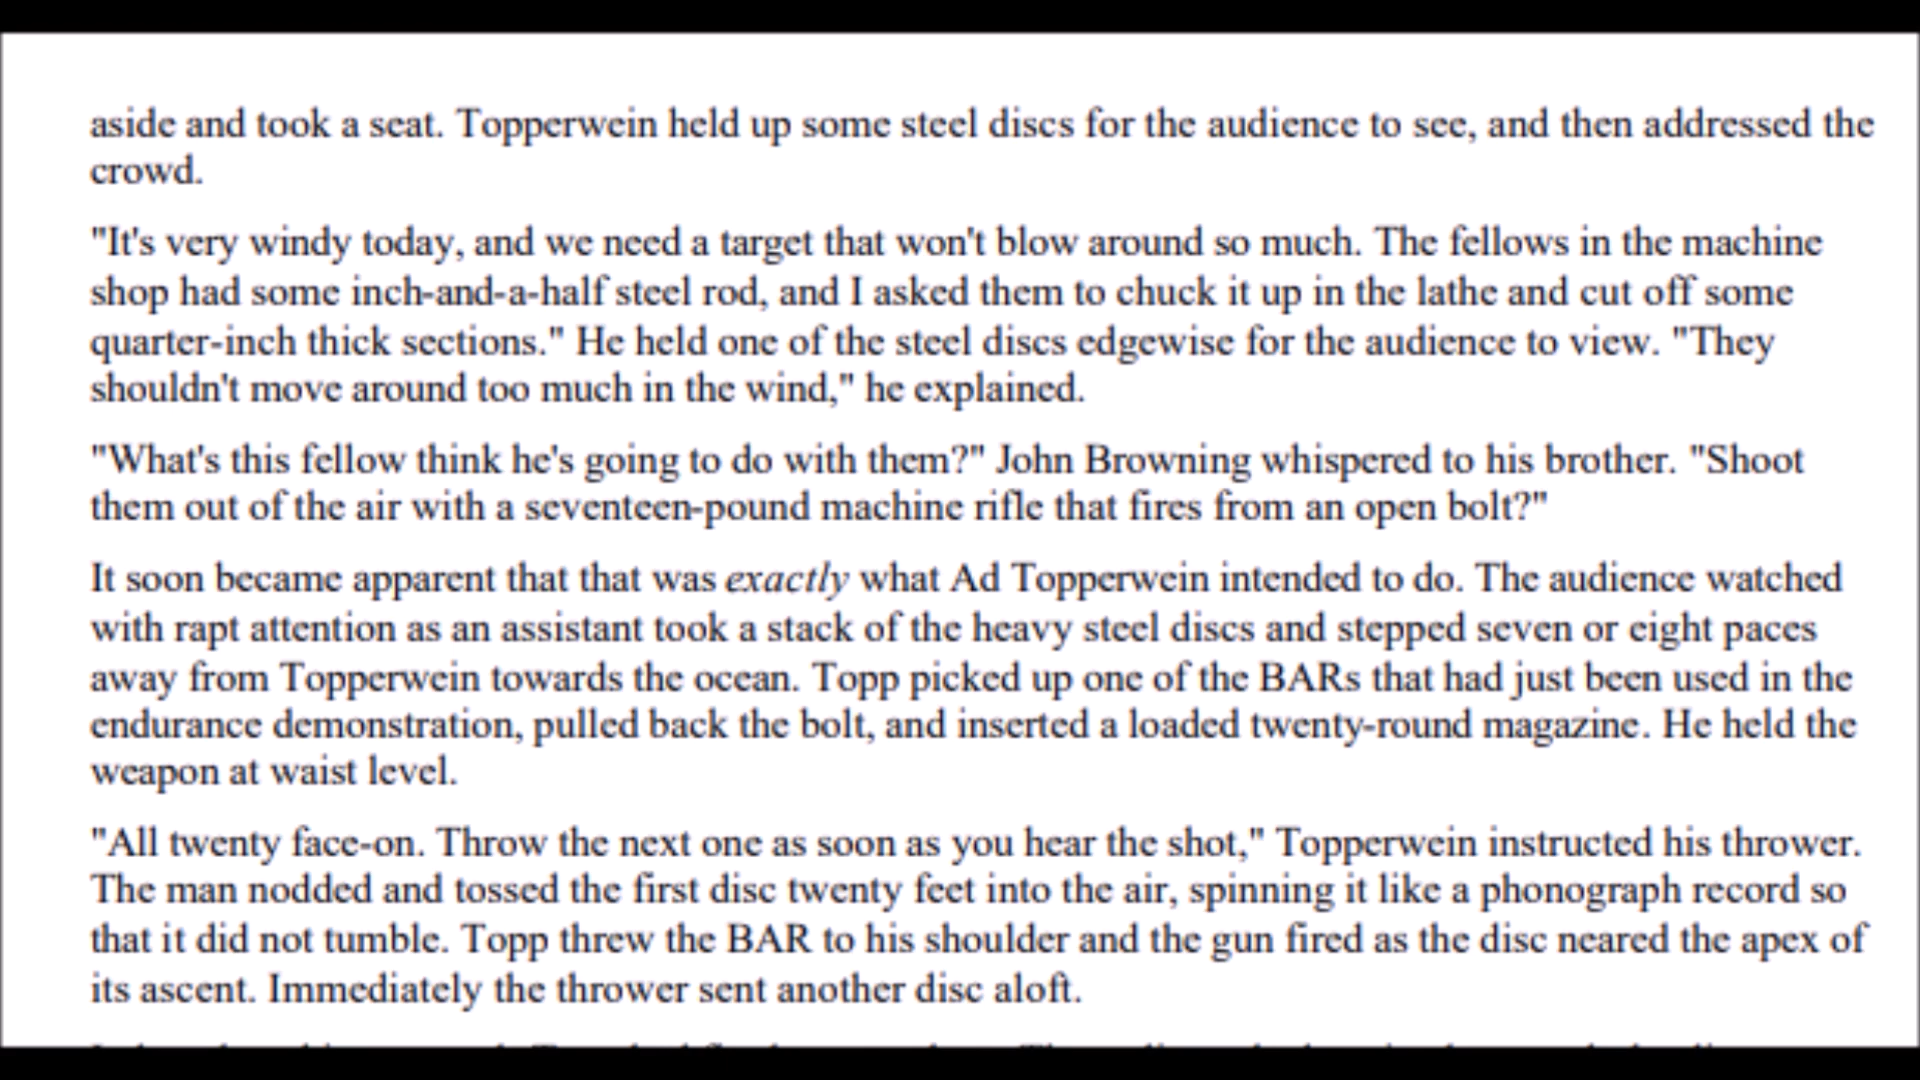 aside and took a seat. Topperwein held up some steel discs for the audience to see, and then addressed the
crowd.
"It's very windy today, and we need a target that won't blow around so much. The fellows in the machine
shop had some inch-and-a-half steel rod, and I asked them to chuck it up in the lathe and cut off some
quarter-inch thick sections." He held one of the steel discs edgewise for the audience to view. "They
shouldn't move around too much in the wind," he explained.
"What's this fellow think he's going to do with them?" John Browning whispered to his brother. "Shoot
them out of the air with a seventeen-pound machine rifle that fires from an open bolt?"
It soon became apparent that that was exactly what Ad Topperwein intended to do. The audience watched
with rapt attention as an assistant took a stack of the heavy steel discs and stepped seven or eight paces
away from Topperwein towards the ocean. Topp picked up one of the BARs that had just been used in the
endurance demonstration, pulled back the bolt, and inserted a loaded twenty-round magazine. He held the
weapon at waist level.
"All twenty face-on. Throw the next one as soon as you hear the shot," Topperwein instructed his thrower.
The man nodded and tossed the first disc twenty feet into the air, spinning it like a phonograph record so
that it did not tumble. Topp threw the BAR to his shoulder and the gun fired as the disc neared the apex of
its ascent. Immediately the thrower sent another disc aloft.